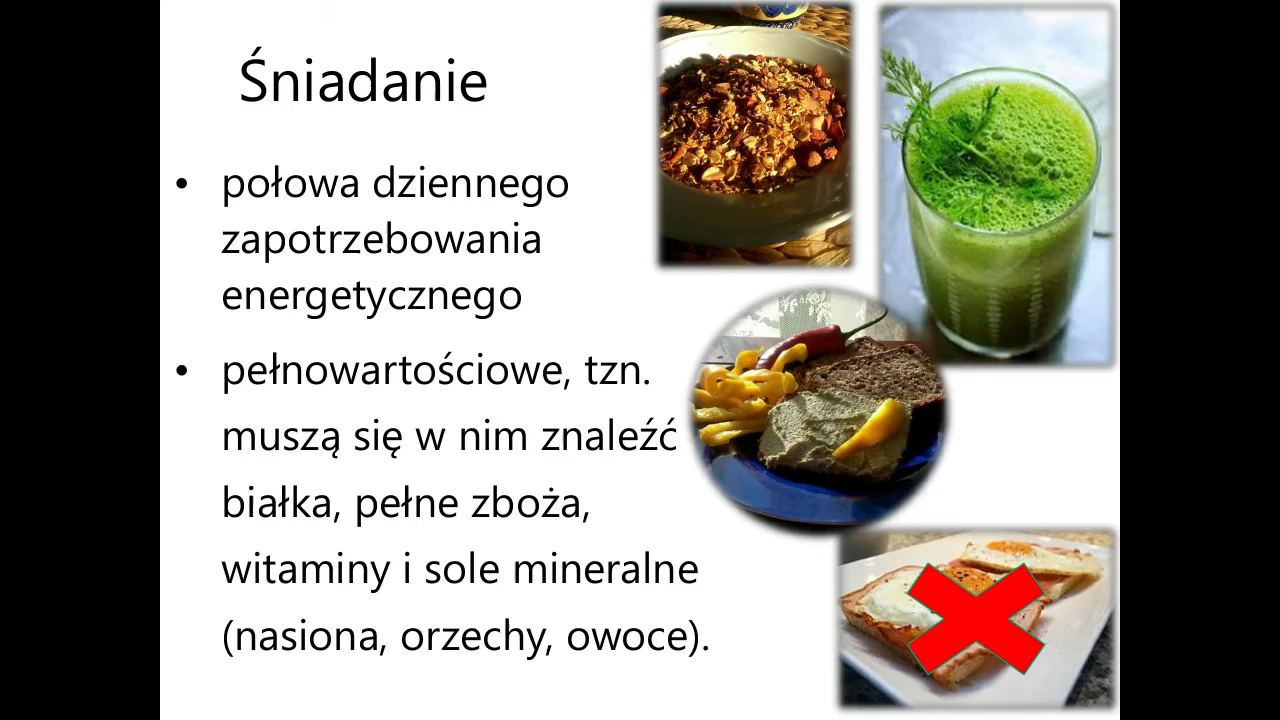 Śniadanie
• połowa dziennego
zapotrzebowania
energetycznego
• pełnowartościowe, tzn.
muszą się w nim znaleźć
białka, pełne zboża,
witaminy i sole mineralne
(nasiona, orzechy, owoce).